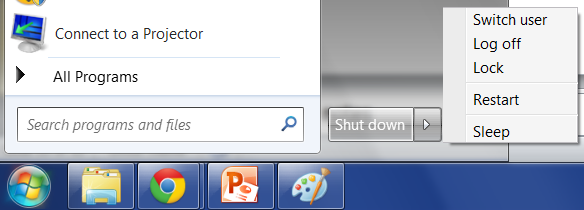 Connect to a Projector
All Programs
Search programs and files
Shut down
Switch user
Log off
Lock
Restart
Sleep